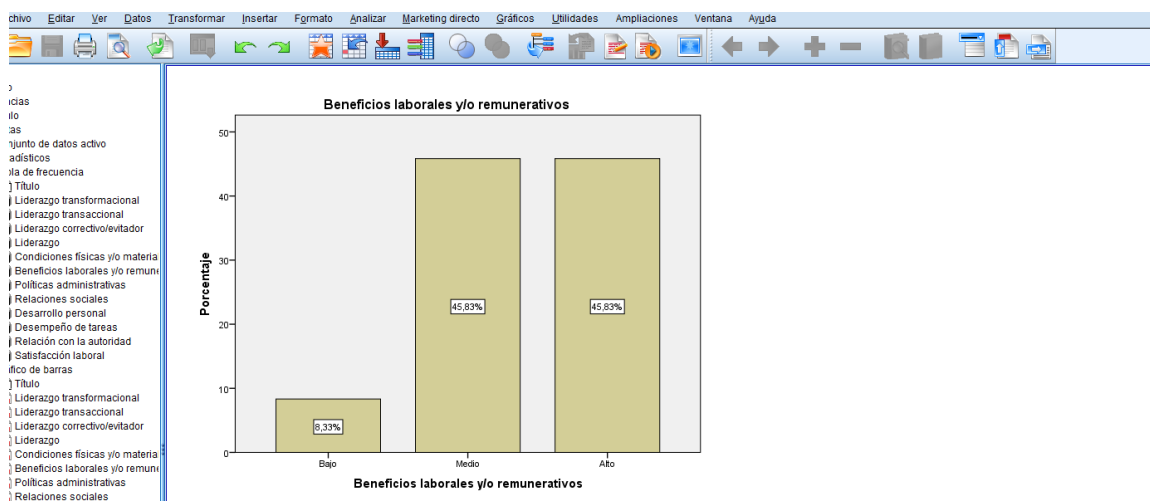 chivo Editar Ver Datos Transformar Insertar Formato Analizar Marketing directo Gráficos Utilidades Ampliaciones Ventana Ayuda
ncias
njunto de datos activo
adísticos
bla de frecuencia
Título
Liderazgo transformacional
Liderazgo transaccional
Liderazgo correctivo/evitador
Liderazgo
Condiciones físicas y/o materia
Beneficios laborales y/o remune
Políticas administrativas
Relaciones sociales
Desarrollo personal
Desempeño de tareas
Relación con la autoridad
Satisfacción laboral
áfico de barras
Título
Liderazgo transformacional
Liderazgo transaccional
Liderazgo correctivo/evitador
Liderazgo
Condiciones físicas y/o materia
Beneficios laborales y/o remune
Políticas administrativas
Relaciones sociales
Beneficios laborales y/o remunerativos
Porcentaje
50
40
30
20
10
0
8,33%
45,83%
45,83%
Bajo Medio Alto
Beneficios laborales y/o remunerativos